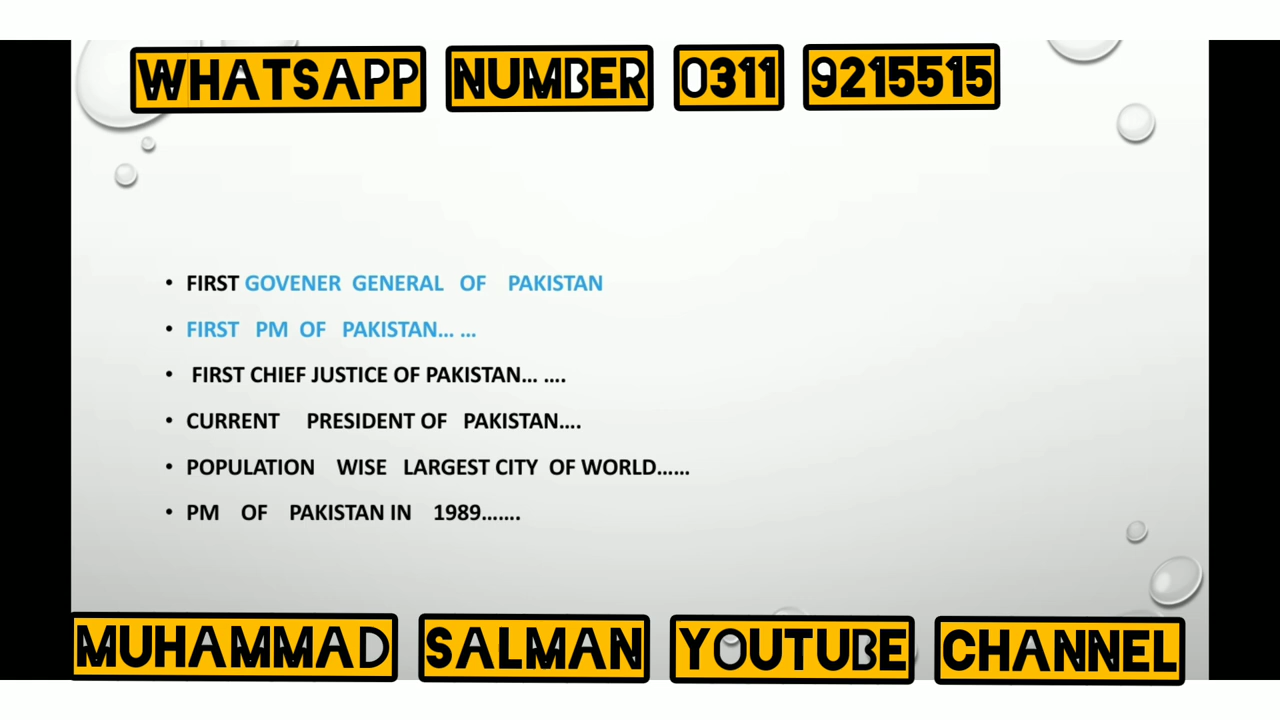 WHATSAPP NUMBER 0311 9215515
• FIRST GOVENER GENERAL OF PAKISTAN
• FIRST PM OF PAKISTAN... ...
• FIRST CHIEF JUSTICE OF PAKISTAN... ....
• CURRENT PRESIDENT OF PAKISTAN....
• POPULATION WISE LARGEST CITY OF WORLD......
• PM OF PAKISTAN IN 1989.......
MUHAMMAD SALMAN YOUTUBE CHANNEL